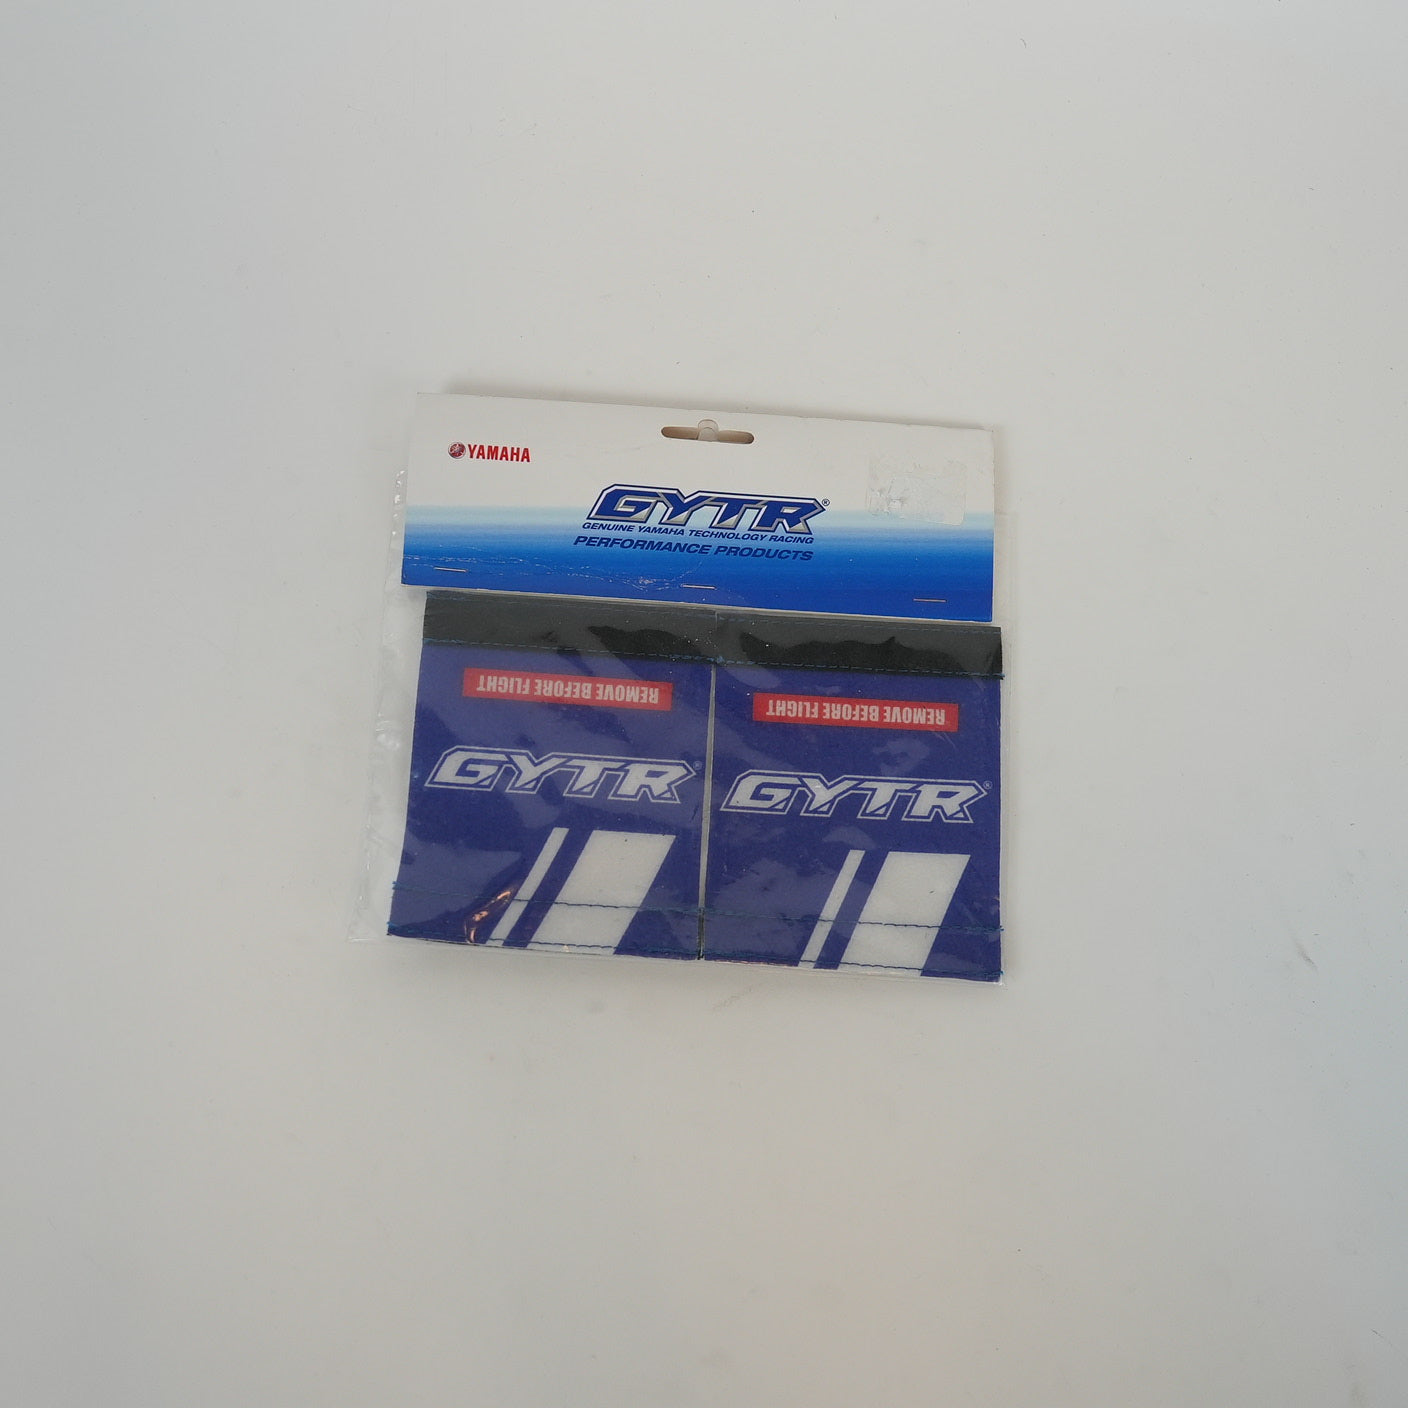 YAMAHA
GYTR®
GENUINE YAMAHA TECHNOLOGY RACING
PERFORMANCE PRODUCTS
REMOVE BEFORE FLIGHT
GYTR®
REMOVE BEFORE FLIGHT
GYTR®